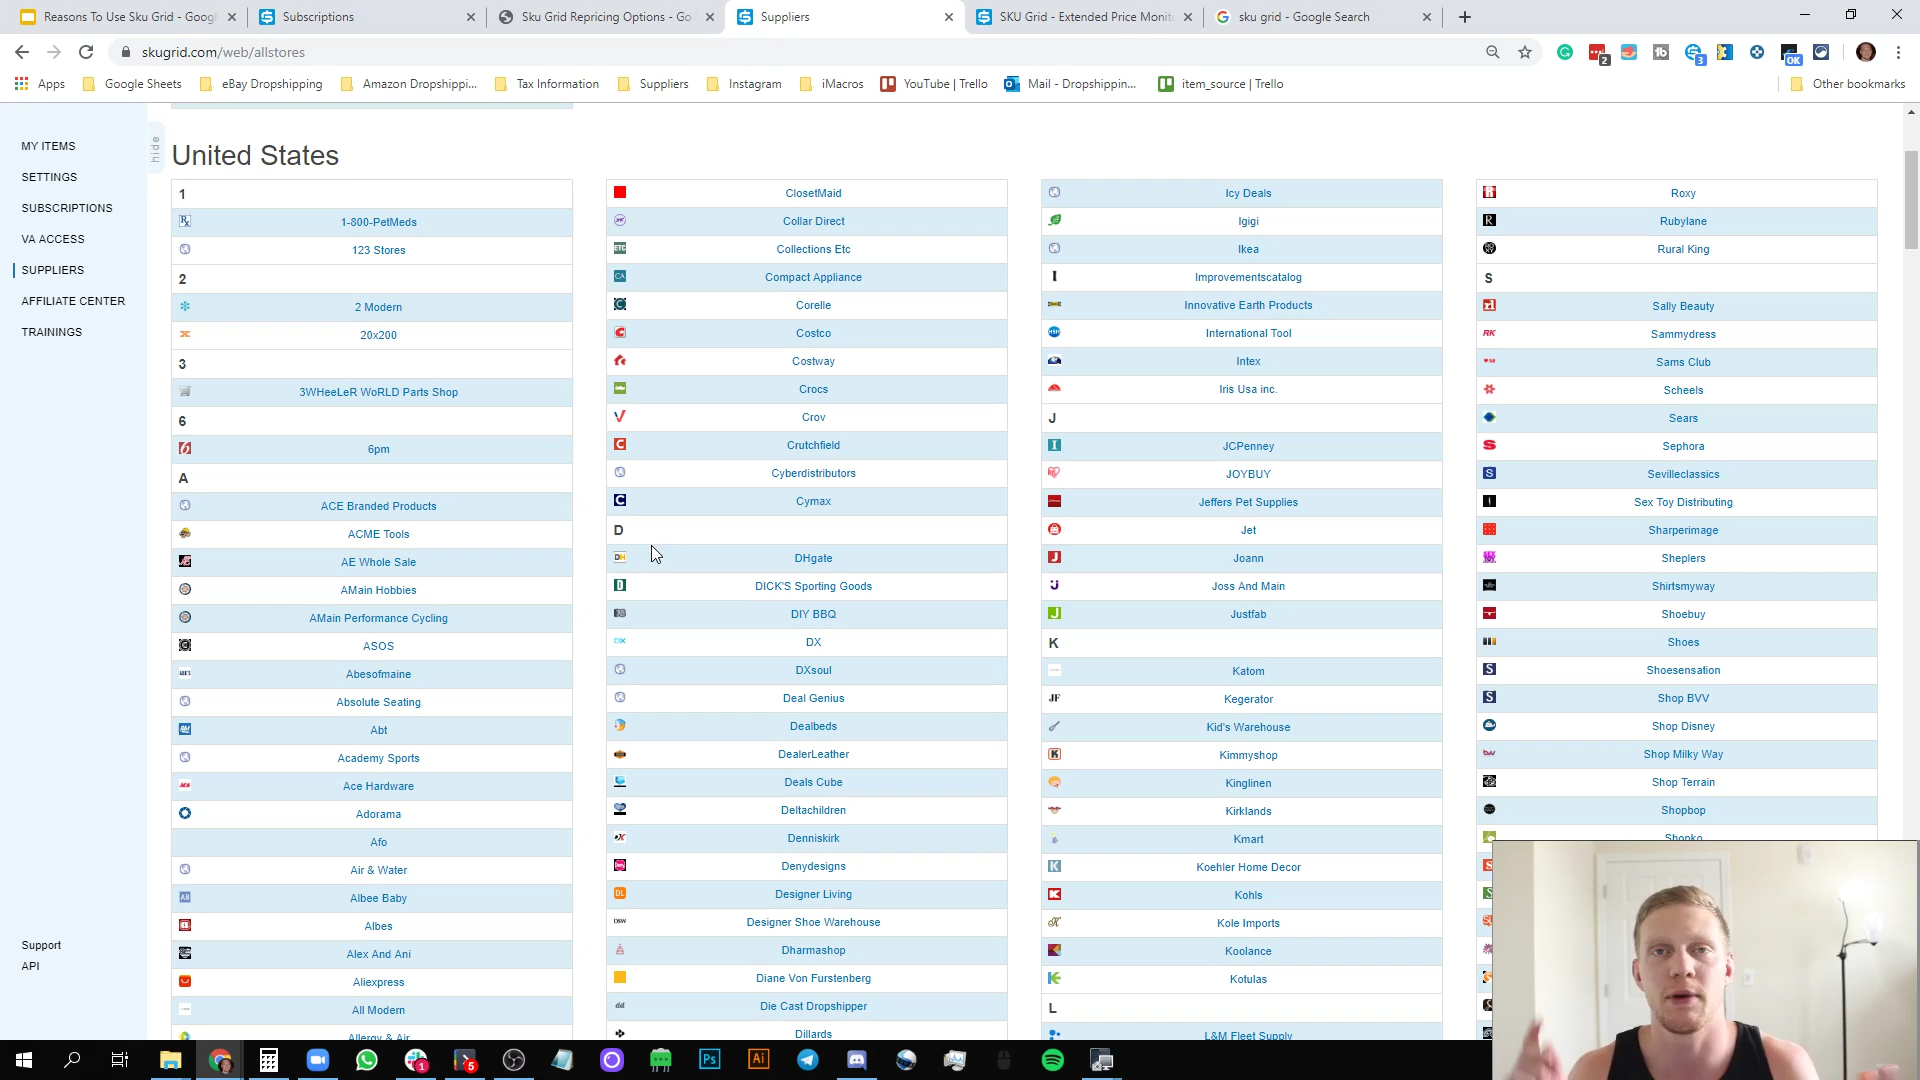 Reasons To Use Sku Grid - Googl
Subscriptions
Sku Grid Repricing Options - Go
Suppliers
SKU Grid - Extended Price Monit
sku grid - Google Search
skugrid.com/web/allstores
2
3
OK
Apps
Google Sheets
eBay Dropshipping
Amazon Dropshippi...
Tax Information
Suppliers
Instagram
iMacros
YouTube | Trello
Mail - Dropshippin...
item_source | Trello
Other bookmarks
MY ITEMS
SETTINGS
SUBSCRIPTIONS
VA ACCESS
SUPPLIERS
AFFILIATE CENTER
TRAININGS
Support
API
hide
United States
1
1-800-PetMeds
123 Stores
2
2 Modern
20x200
3
3WHeeLeR WoRLD Parts Shop
6
6pm
A
ACE Branded Products
ACME Tools
AE Whole Sale
AMain Hobbies
AMain Performance Cycling
ASOS
Abesofmaine
Absolute Seating
Abt
Academy Sports
Ace Hardware
Adorama
Afo
Air & Water
Albee Baby
Albes
Alex And Ani
Aliexpress
All Modern
Allergy & Air
ClosetMaid
Collar Direct
Collections Etc
Compact Appliance
Corelle
Costco
Costway
Crocs
Crov
Crutchfield
Cyberdistributors
Cymax
D
DHgate
DICK'S Sporting Goods
DIY BBQ
DX
DXsoul
Deal Genius
Dealbeds
DealerLeather
Deals Cube
Deltachildren
Denniskirk
Denydesigns
Designer Living
Designer Shoe Warehouse
Dharmashop
Diane Von Furstenberg
Die Cast Dropshipper
Dillards
Icy Deals
Igigi
Ikea
Improvementscatalog
Innovative Earth Products
International Tool
Intex
Iris Usa inc.
J
JCPenney
JOYBUY
Jeffers Pet Supplies
Jet
Joann
Joss And Main
Justfab
K
Katom
Kegerator
Kid's Warehouse
Kimmyshop
Kinglinen
Kirklands
Kmart
Koehler Home Decor
Kohls
Kole Imports
Koolance
Kotulas
L
L&M Fleet Supply
Roxy
Rubylane
Rural King
S
Sally Beauty
Sammydress
Sams Club
Scheels
Sears
Sephora
Sevilleclassics
Sex Toy Distributing
Sharperimage
Sheplers
Shirtsmyway
Shoebuy
Shoes
Shoesensation
Shop BVV
Shop Disney
Shop Milky Way
Shop Terrain
Shopbop
Shopko
1
5
Ps
Ai